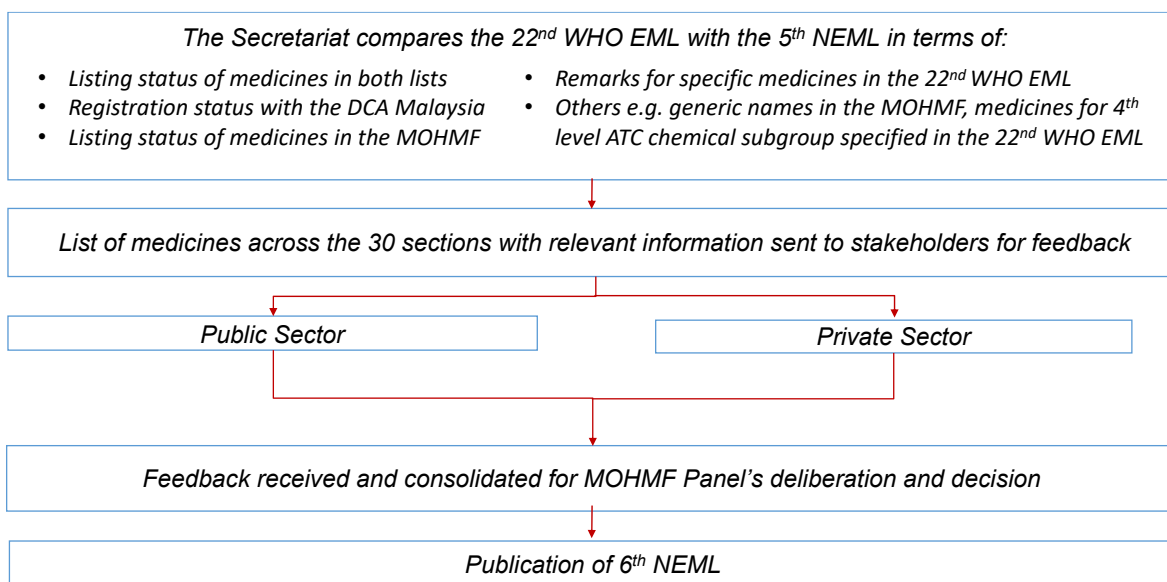 The Secretariat compares the 22nd WHO EML with the 5th NEML in terms of:
• Listing status of medicines in both lists
• Registration status with the DCA Malaysia
• Listing status of medicines in the MOHMF
• Remarks for specific medicines in the 22nd WHO EML
• Others e.g. generic names in the MOHMF, medicines for 4th
level ATC chemical subgroup specified in the 22nd WHO EML
List of medicines across the 30 sections with relevant information sent to stakeholders for feedback
Public Sector
Private Sector
Feedback received and consolidated for MOHMF Panel's deliberation and decision
Publication of 6th NEML